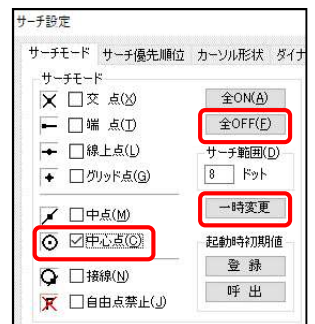 サーチ設定
サーチモード サーチ優先順位 カーソル形状 ダイナ
サーチモード
交 点(X)
端 点(T)
線上点(L)
グリッド点(G)
中点(M)
中心点(C)
接線(N)
自由点禁止(J)
全ON(A)
全OFF(F)
サーチ範囲(D)
8 ドット
一時変更
起動時初期値
登 録
呼 出